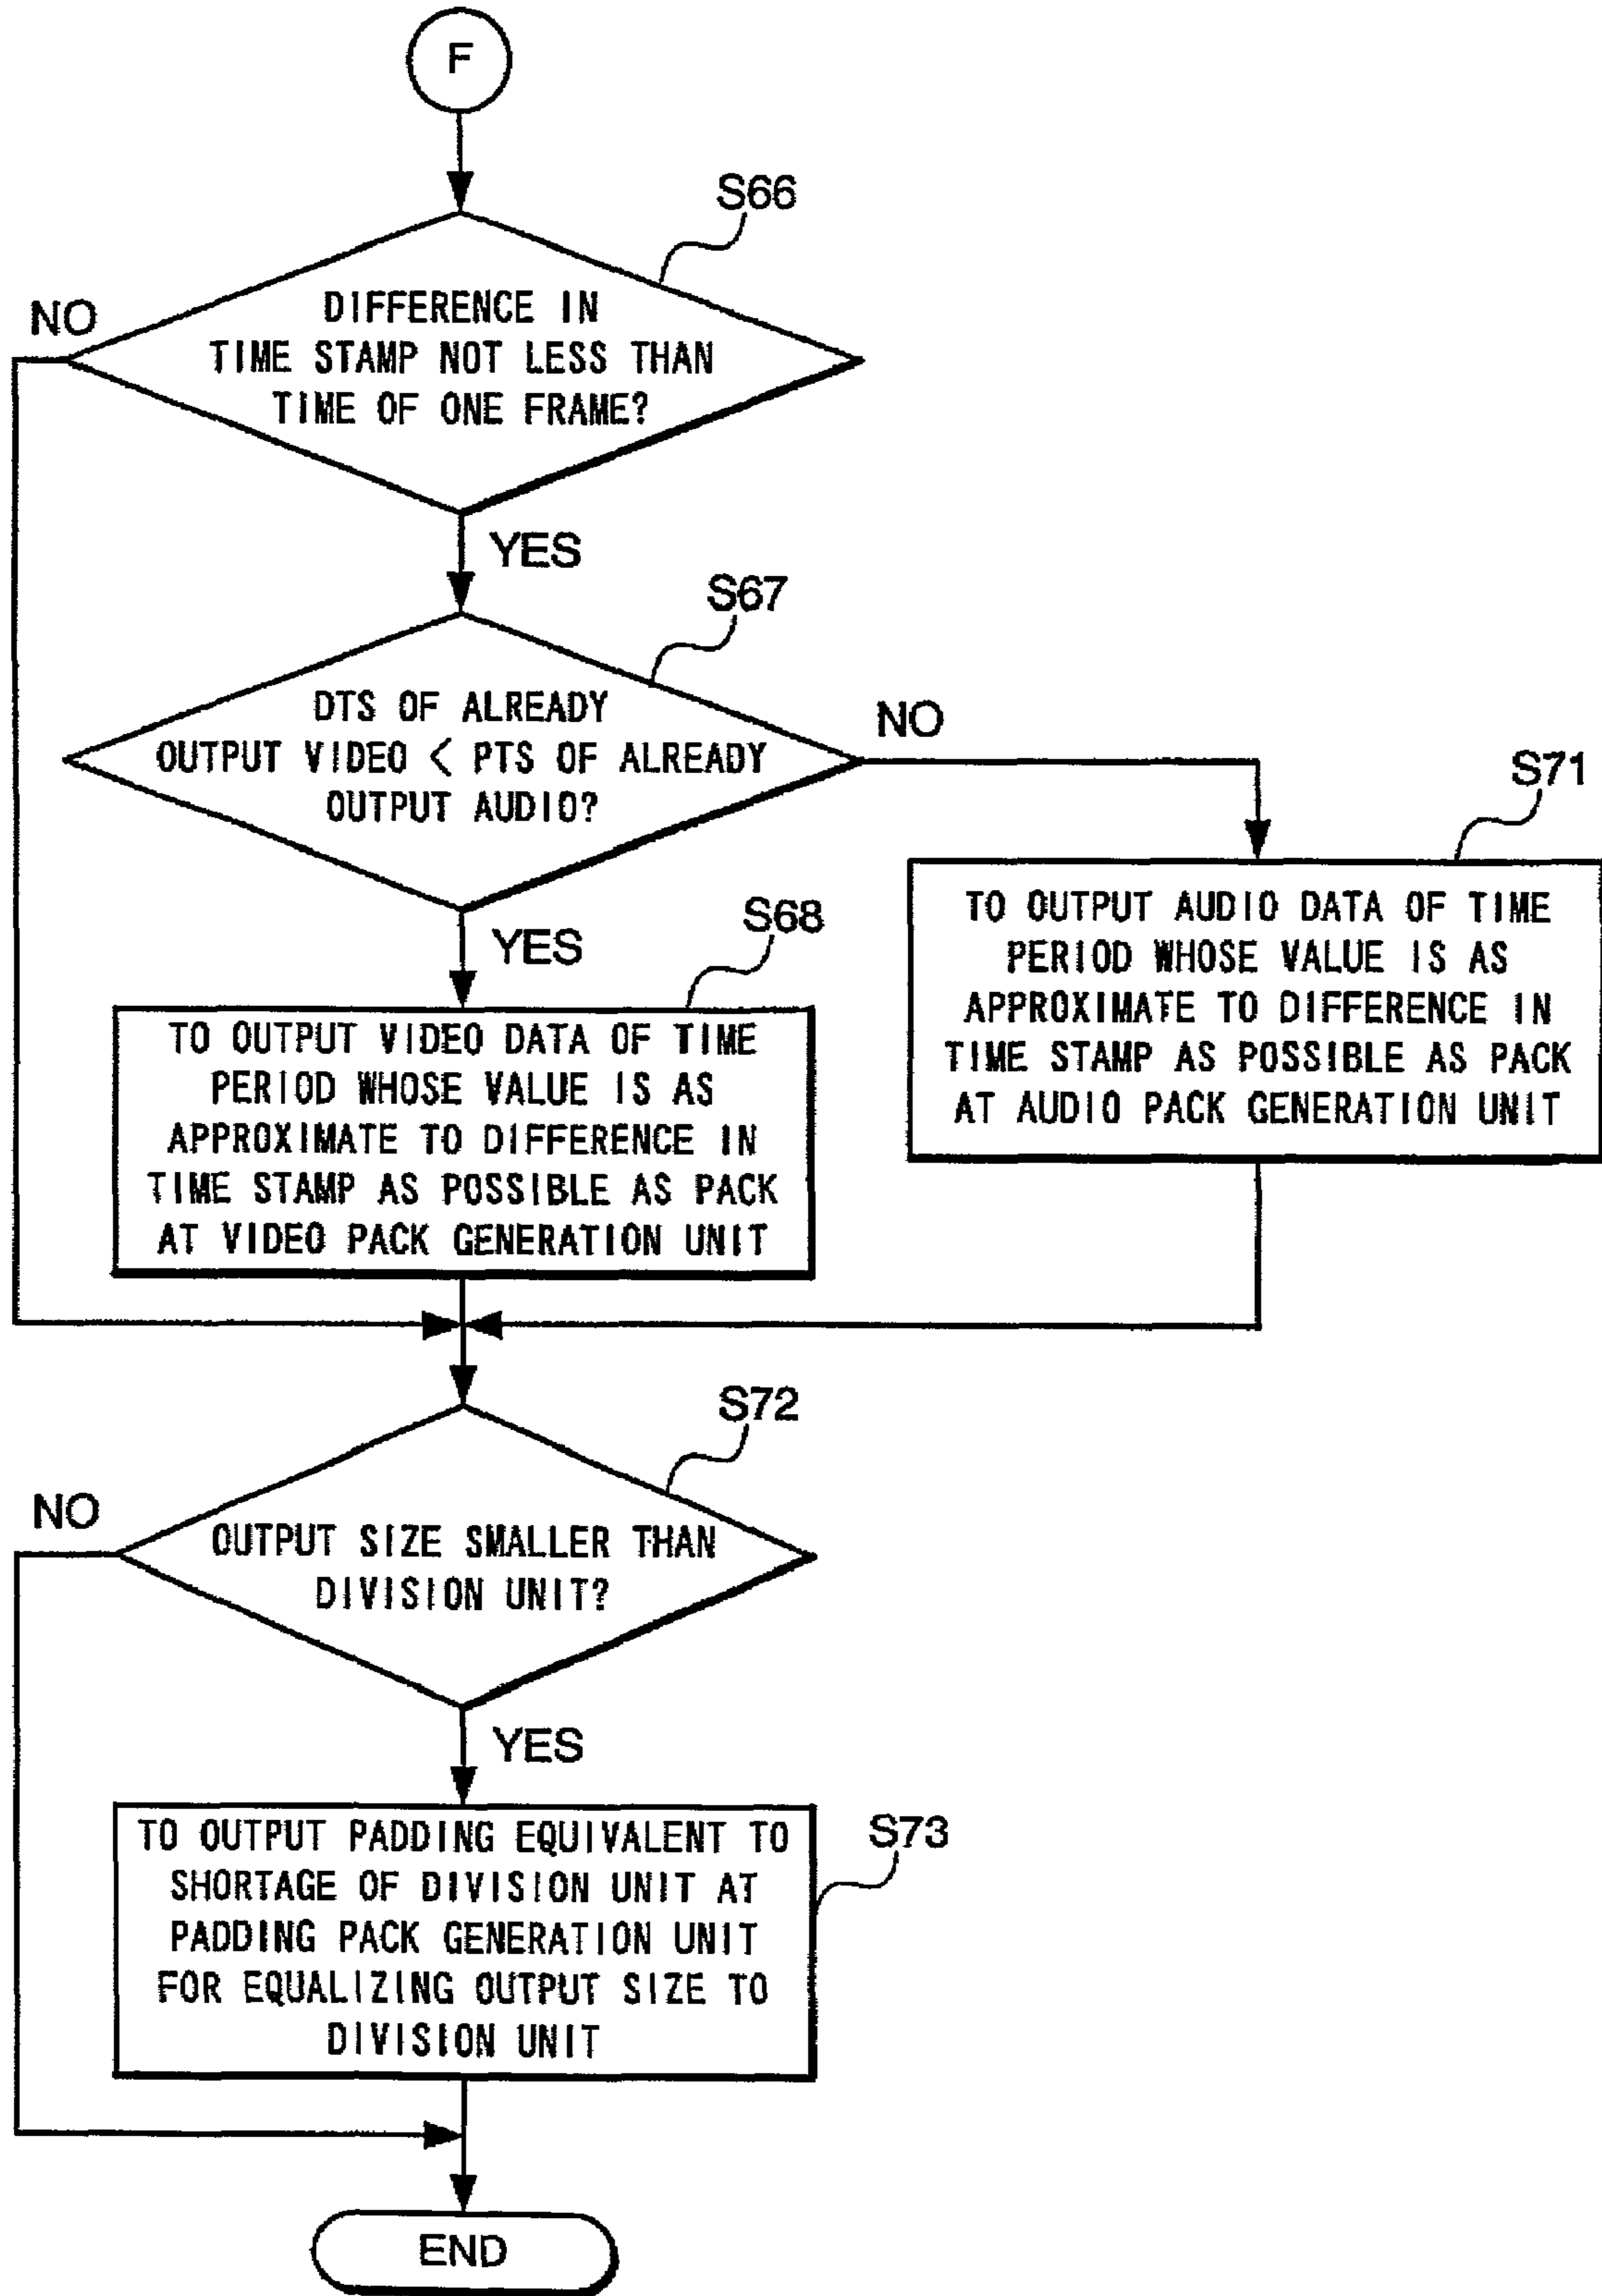 F
S66
NO
DIFFERENCE IN
TIME STAMP NOT LESS THAN
TIME OF ONE FRAME?
YES
S67
DTS OF ALREADY
OUTPUT VIDEO < PTS OF ALREADY
OUTPUT AUDIO?
NO
S71
TO OUTPUT AUDIO DATA OF TIME
PERIOD WHOSE VALUE IS AS
APPROXIMATE TO DIFFERENCE IN
TIME STAMP AS POSSIBLE AS PACK
AT AUDIO PACK GENERATION UNIT
YES
S68
TO OUTPUT VIDEO DATA OF TIME
PERIOD WHOSE VALUE IS AS
APPROXIMATE TO DIFFERENCE IN
TIME STAMP AS POSSIBLE AS PACK
AT VIDEO PACK GENERATION UNIT
S72
NO
OUTPUT SIZE SMALLER THAN
DIVISION UNIT?
YES
S73
TO OUTPUT PADDING EQUIVALENT TO
SHORTAGE OF DIVISION UNIT AT
PADDING PACK GENERATION UNIT
FOR EQUALIZING OUTPUT SIZE TO
DIVISION UNIT
END